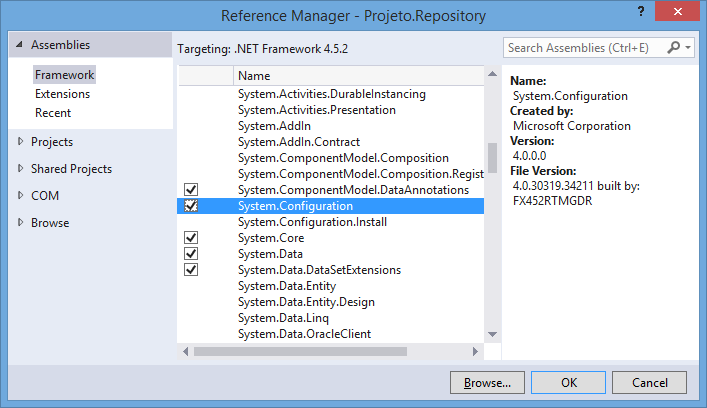 Reference Manager - Projeto.Repository
?
Assemblies
Framework
Extensions
Recent
Projects
Shared Projects
COM
Browse
Targeting: .NET Framework 4.5.2
Search Assemblies (Ctrl+E)
Name
System.Activities.DurableInstancing
System.Activities.Presentation
System.AddIn
System.AddIn.Contract
System.ComponentModel.Composition
System.ComponentModel.Composition.Regist
System.ComponentModel.DataAnnotations
System.Configuration
System.Configuration.Install
System.Core
System.Data
System.Data.DataSetExtensions
System.Data.Entity
System.Data.Entity.Design
System.Data.Linq
System.Data.OracleClient
Name:
System.Configuration
Created by:
Microsoft Corporation
Version:
4.0.0.0
File Version:
4.0.30319.34211 built by:
FX452RTMGDR
Browse...
OK
Cancel